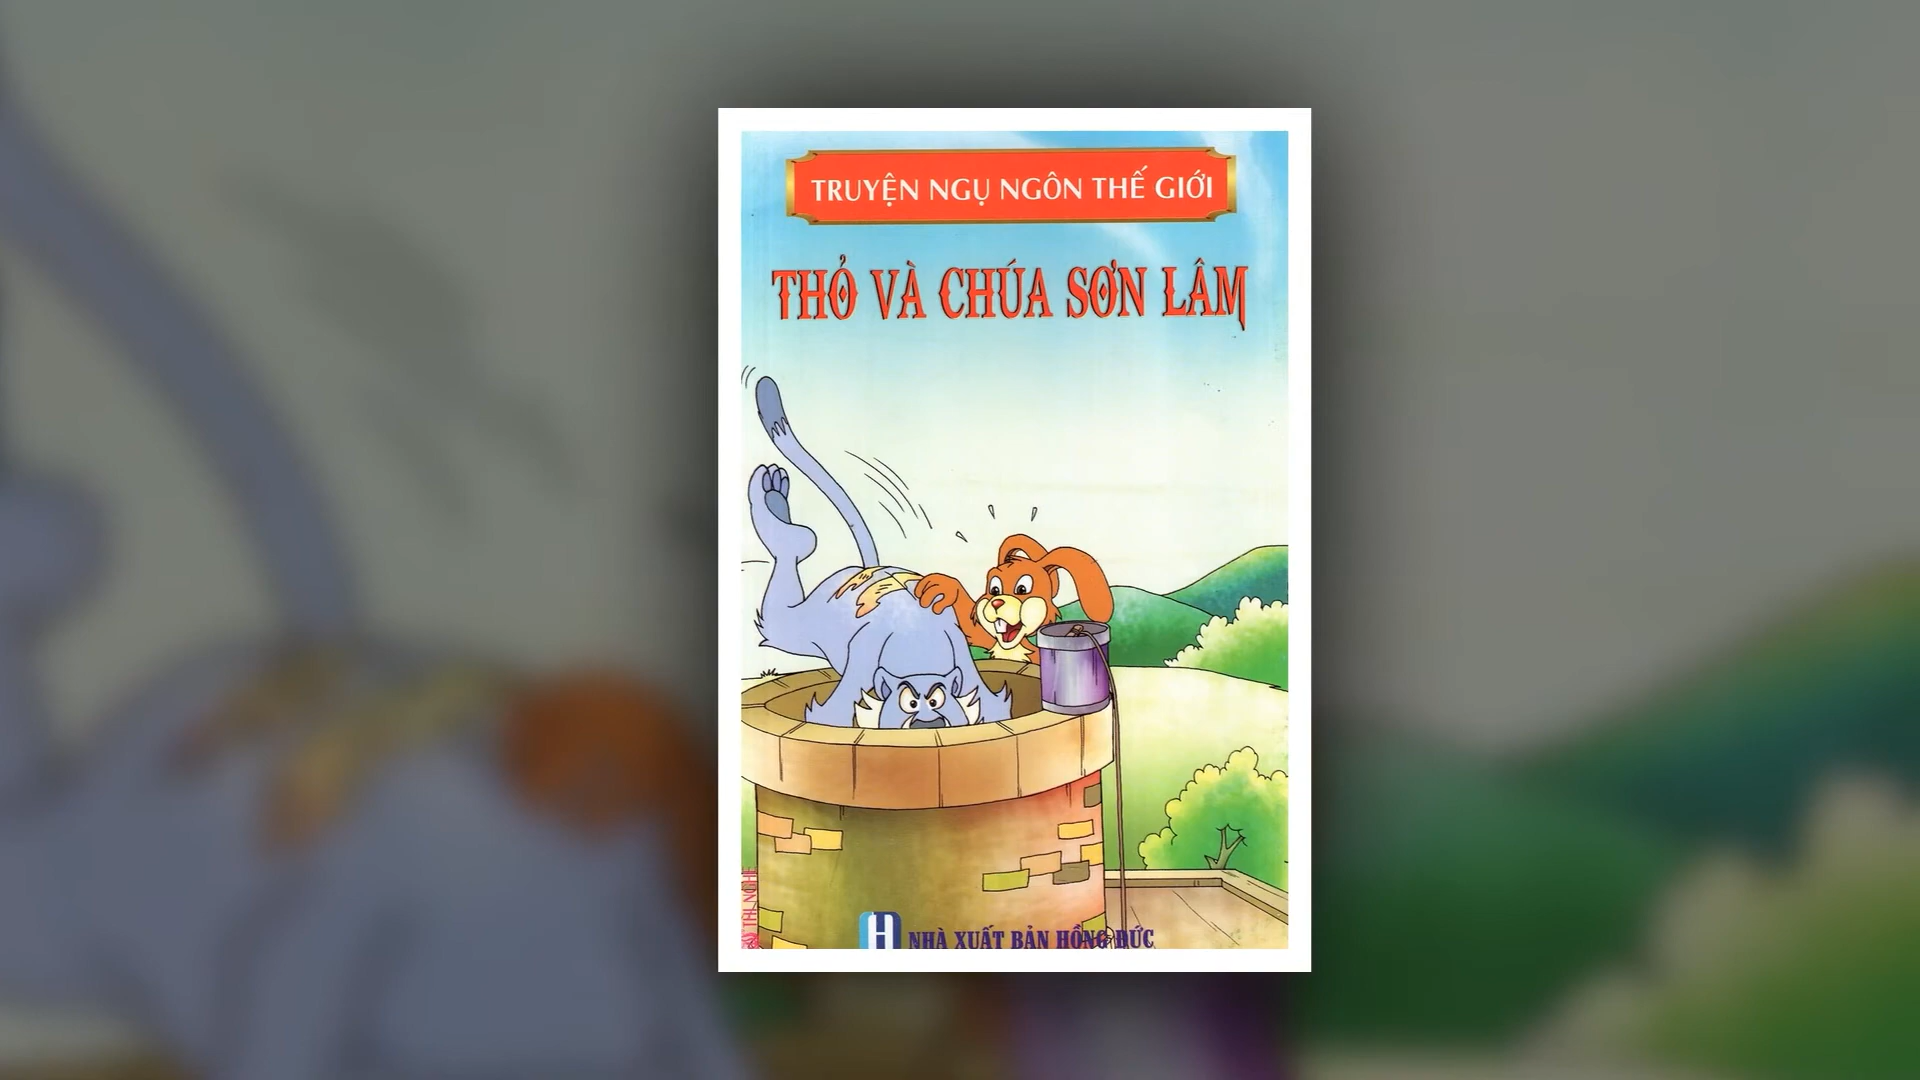 TRUYỆN NGỤ NGÔN THẾ GIỚI
THỎ VÀ CHÚA SƠN LÂM
NHÀ XUẤT BẢN HỒNG ĐỨC